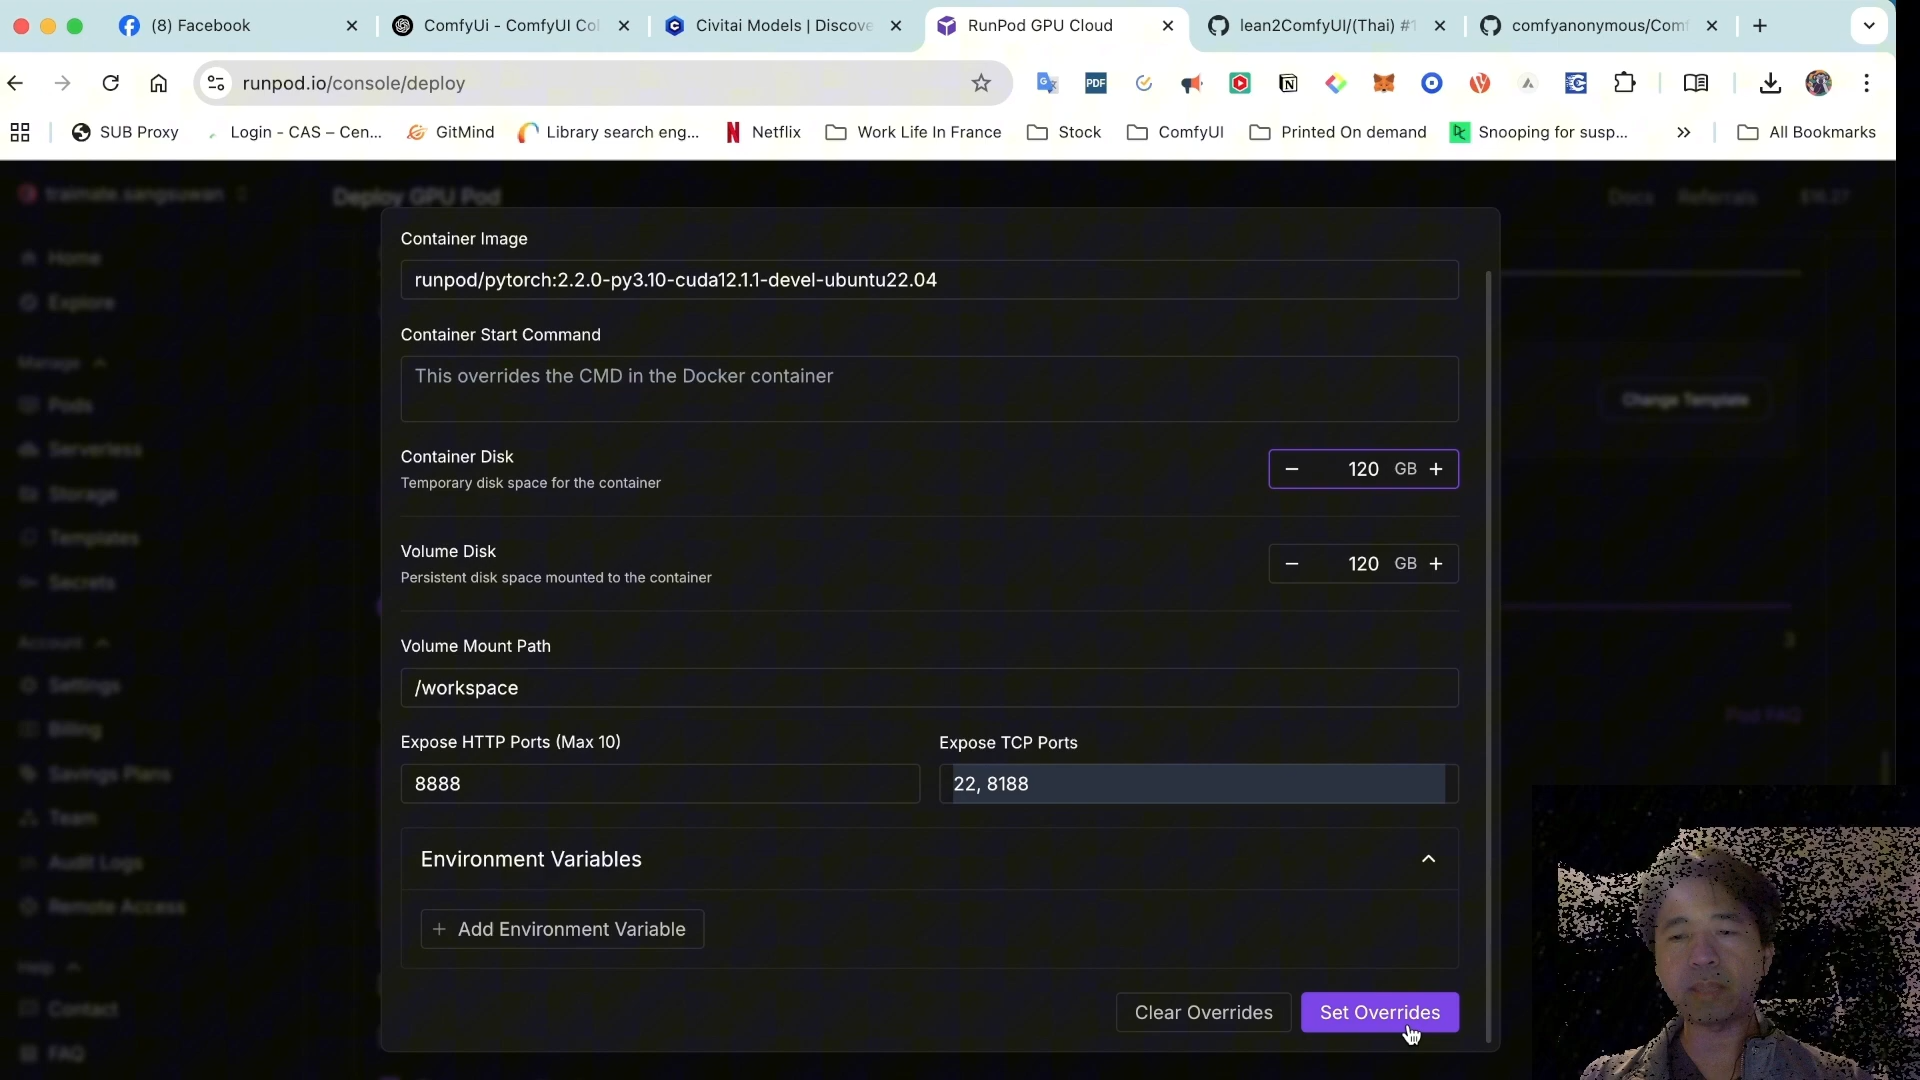 (8) Facebook
ComfyUi - ComfyUI Co
Civitai Models | Discove
RunPod GPU Cloud
lean2ComfyUI/(Thai) #1
comfyanonymous/Comf
runpod.io/console/deploy
SUB Proxy
Login - CAS – Cen...
GitMind
Library search eng...
Netflix
Work Life In France
Stock
ComfyUI
Printed On demand
Snooping for susp...
All Bookmarks
traimate.sangsuwan
Deploy GPU Pod
Docs
Referrals
$16.27
Home
Explore
Manage
Pods
Serverless
Storage
Templates
Secrets
Account
Settings
Billing
Savings Plans
Team
Audit Logs
Remote Access
Help
Contact
FAQ
Change Template
3
Pod FAQ
Container Image
runpod/pytorch:2.2.0-py3.10-cuda12.1.1-devel-ubuntu22.04
Container Start Command
This overrides the CMD in the Docker container
Container Disk
Temporary disk space for the container
120 GB
Volume Disk
Persistent disk space mounted to the container
120 GB
Volume Mount Path
/workspace
Expose HTTP Ports (Max 10)
Expose TCP Ports
8888
22, 8188
Environment Variables
Add Environment Variable
Clear Overrides
Set Overrides